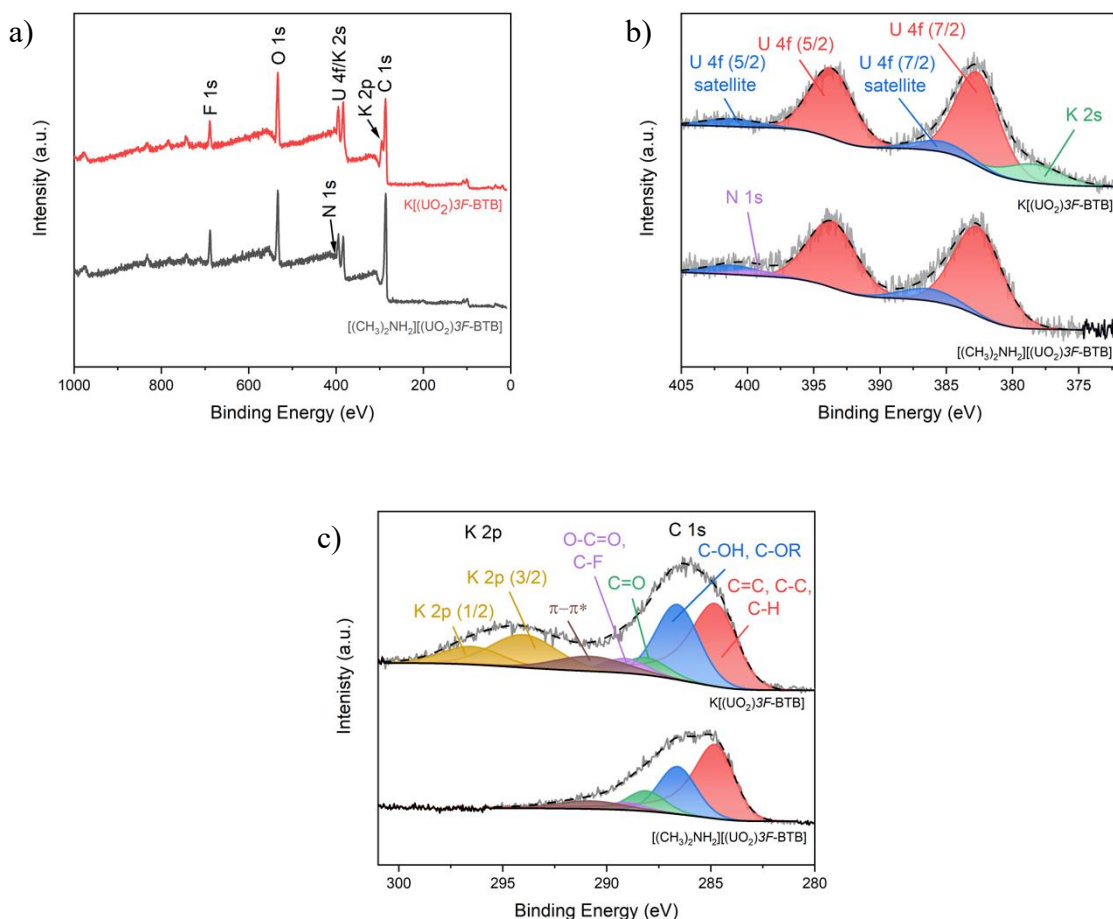 a)
F 1s
O 1s
U 4f/K 2s
K 2p
C 1s
N 1s
K[(UO₂)3F-BTB]
[(CH₃)₂NH₂][(UO₂)3F-BTB]
Intensity (a.u.)
1000 800 600 400 200 0
Binding Energy (eV)
b)
U 4f (5/2)
satellite
U 4f (5/2)
U 4f (7/2)
satellite
U 4f (7/2)
K 2s
K[(UO₂)3F-BTB]
N 1s
[(CH₃)₂NH₂][(UO₂)3F-BTB]
Intensity (a.u.)
405 400 395 390 385 380 375
Binding Energy (eV)
c)
K 2p
C 1s
K 2p (1/2)
K 2p (3/2)
π–π*
O-C=O,
C-F
C=O
C-OH, C-OR
C=C, C-C,
C-H
K[(UO₂)3F-BTB]
[(CH₃)₂NH₂][(UO₂)3F-BTB]
Intenisty (a.u.)
300 295 290 285 280
Binding Energy (eV)